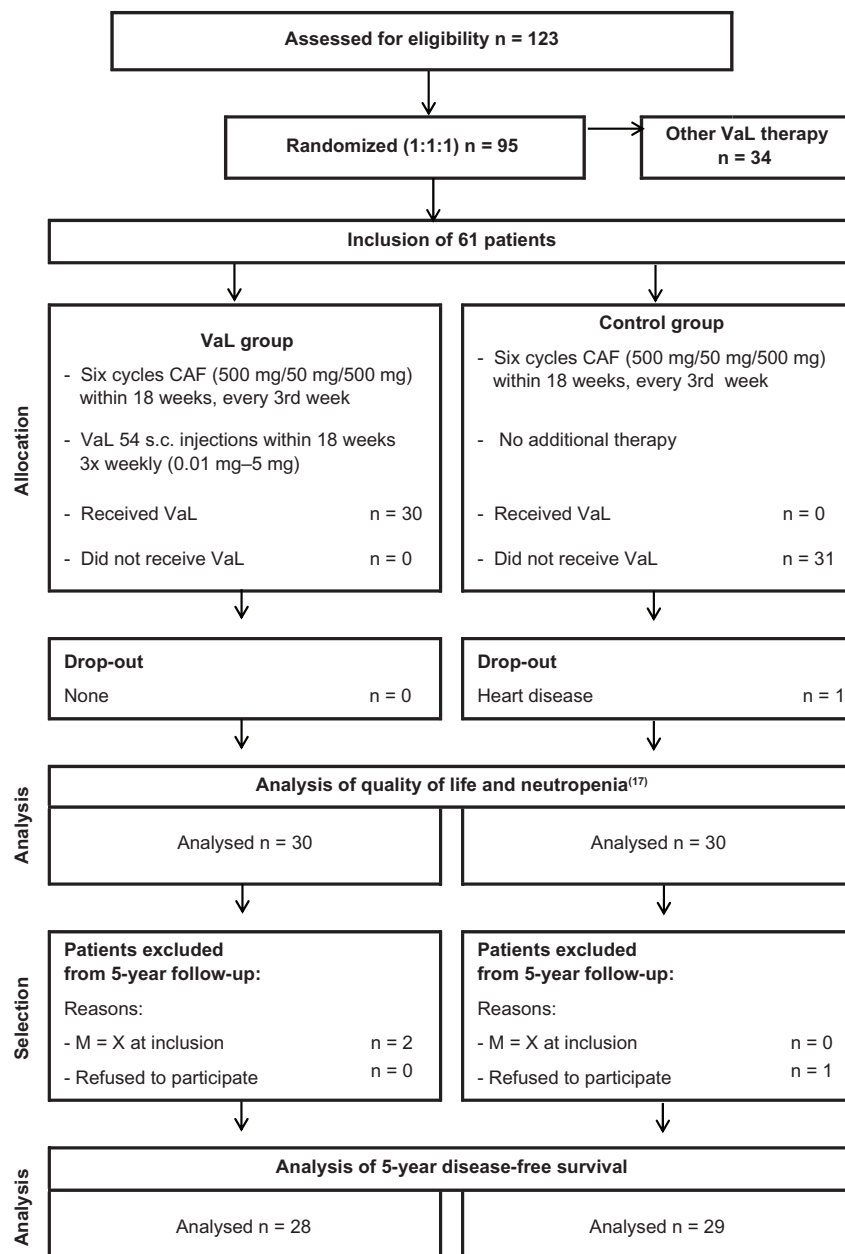 Assessed for eligibility n = 123
Randomized (1:1:1) n = 95
Other VaL therapy
n = 34
Inclusion of 61 patients
Allocation
VaL group
- Six cycles CAF (500 mg/50 mg/500 mg)
within 18 weeks, every 3rd week
- VaL 54 s.c. injections within 18 weeks
3x weekly (0.01 mg–5 mg)
- Received VaL n = 30
- Did not receive VaL n = 0
Control group
- Six cycles CAF (500 mg/50 mg/500 mg)
within 18 weeks, every 3rd week
- No additional therapy
- Received VaL n = 0
- Did not receive VaL n = 31
Drop-out
None n = 0
Drop-out
Heart disease n = 1
Analysis
Analysis of quality of life and neutropenia(17)
Analysed n = 30
Analysed n = 30
Selection
Patients excluded
from 5-year follow-up:
Reasons:
- M = X at inclusion n = 2
- Refused to participate n = 0
Patients excluded
from 5-year follow-up:
Reasons:
- M = X at inclusion n = 0
- Refused to participate n = 1
Analysis
Analysis of 5-year disease-free survival
Analysed n = 28
Analysed n = 29